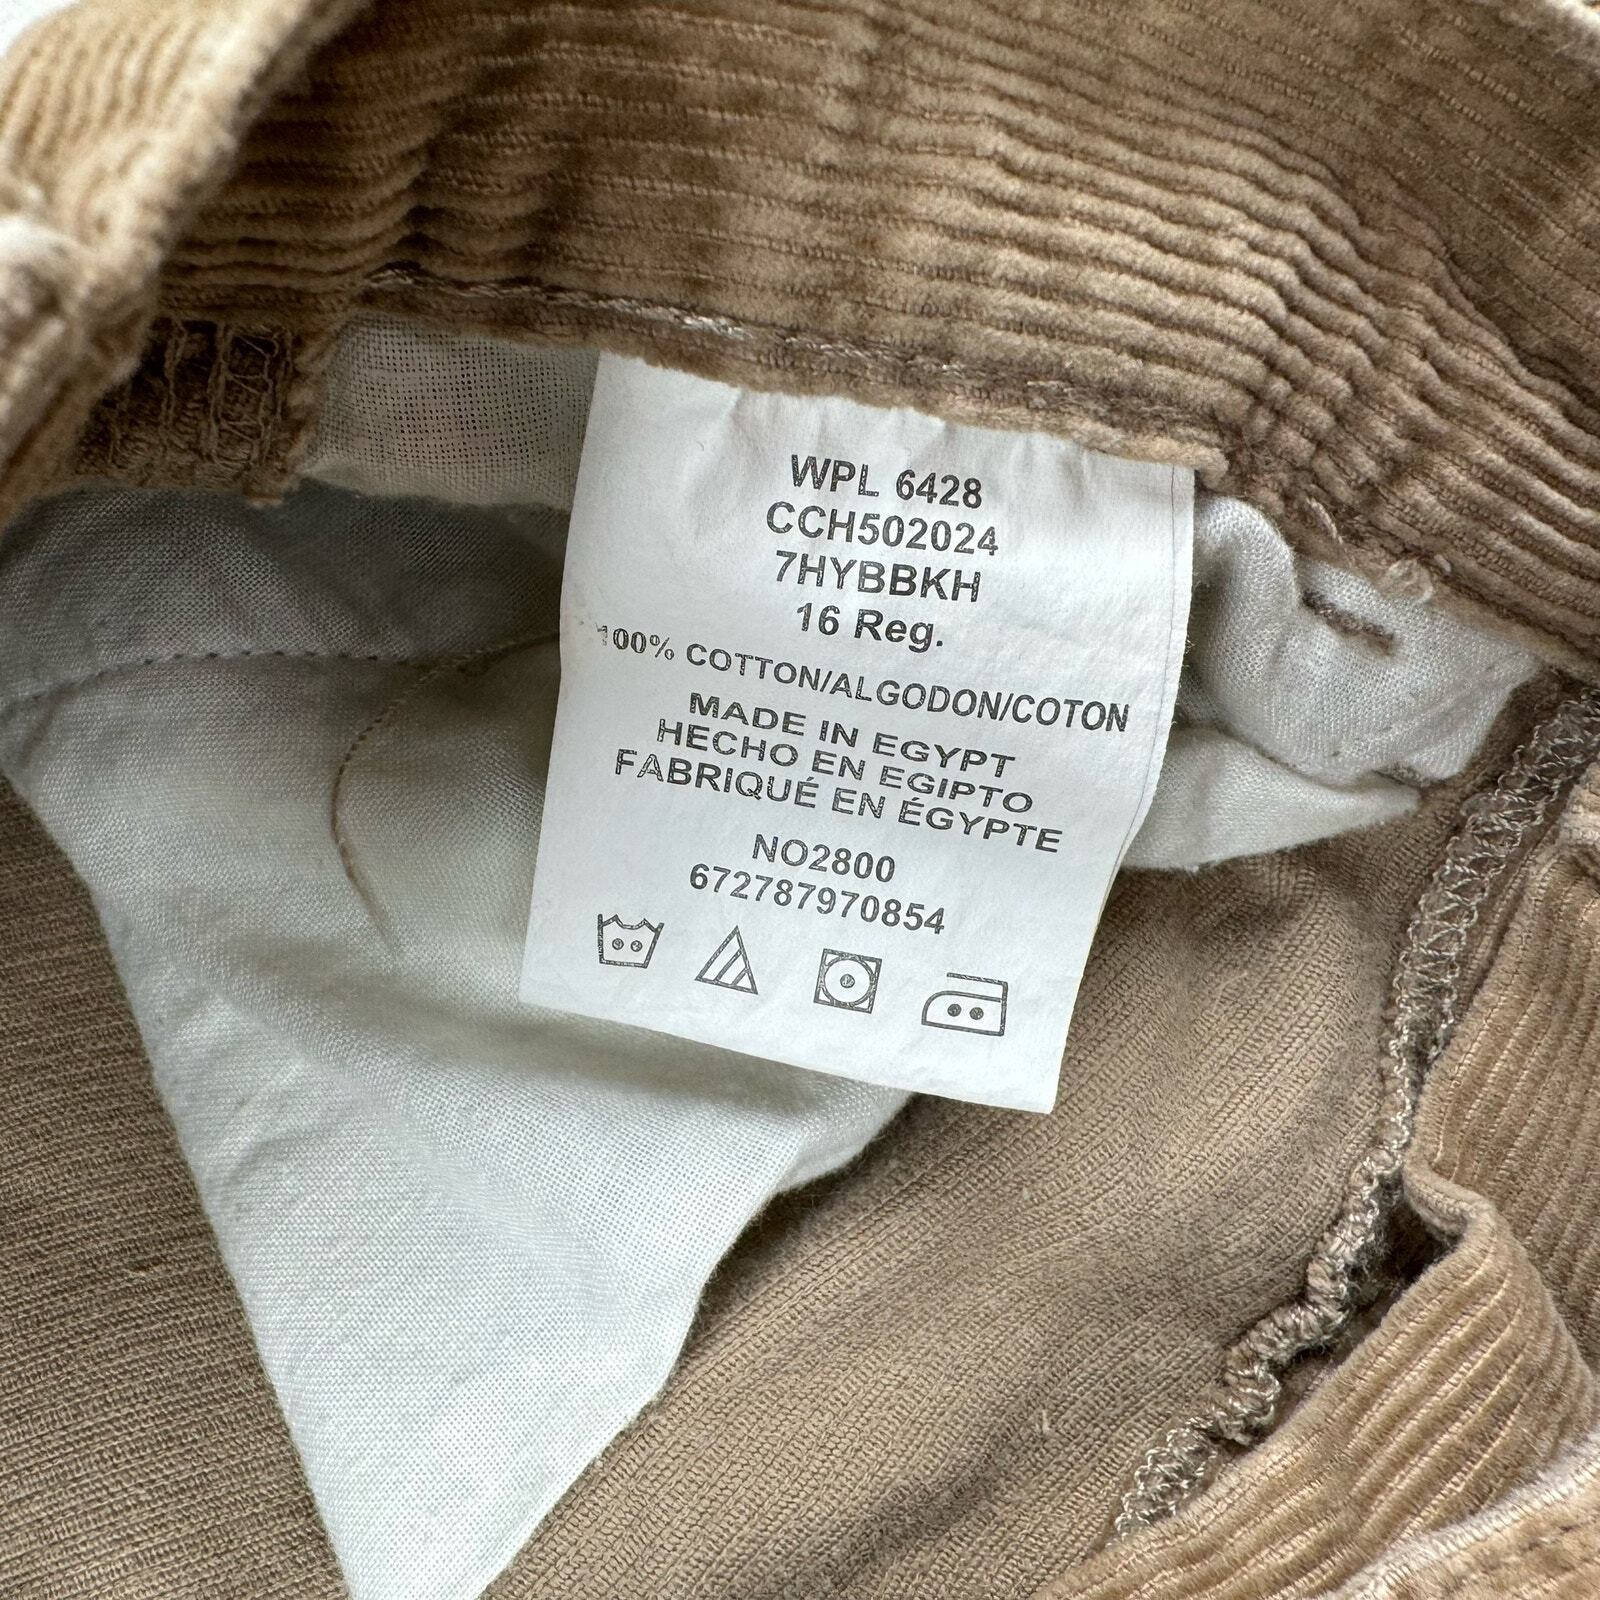 WPL 6428
CCH502024
7HYBBKH
16 Reg.
100% COTTON/ALGODON/COTON
MADE IN EGYPT
HECHO EN EGIPTO
FABRIQUÉ EN ÉGYPTE
NO2800
672787970854